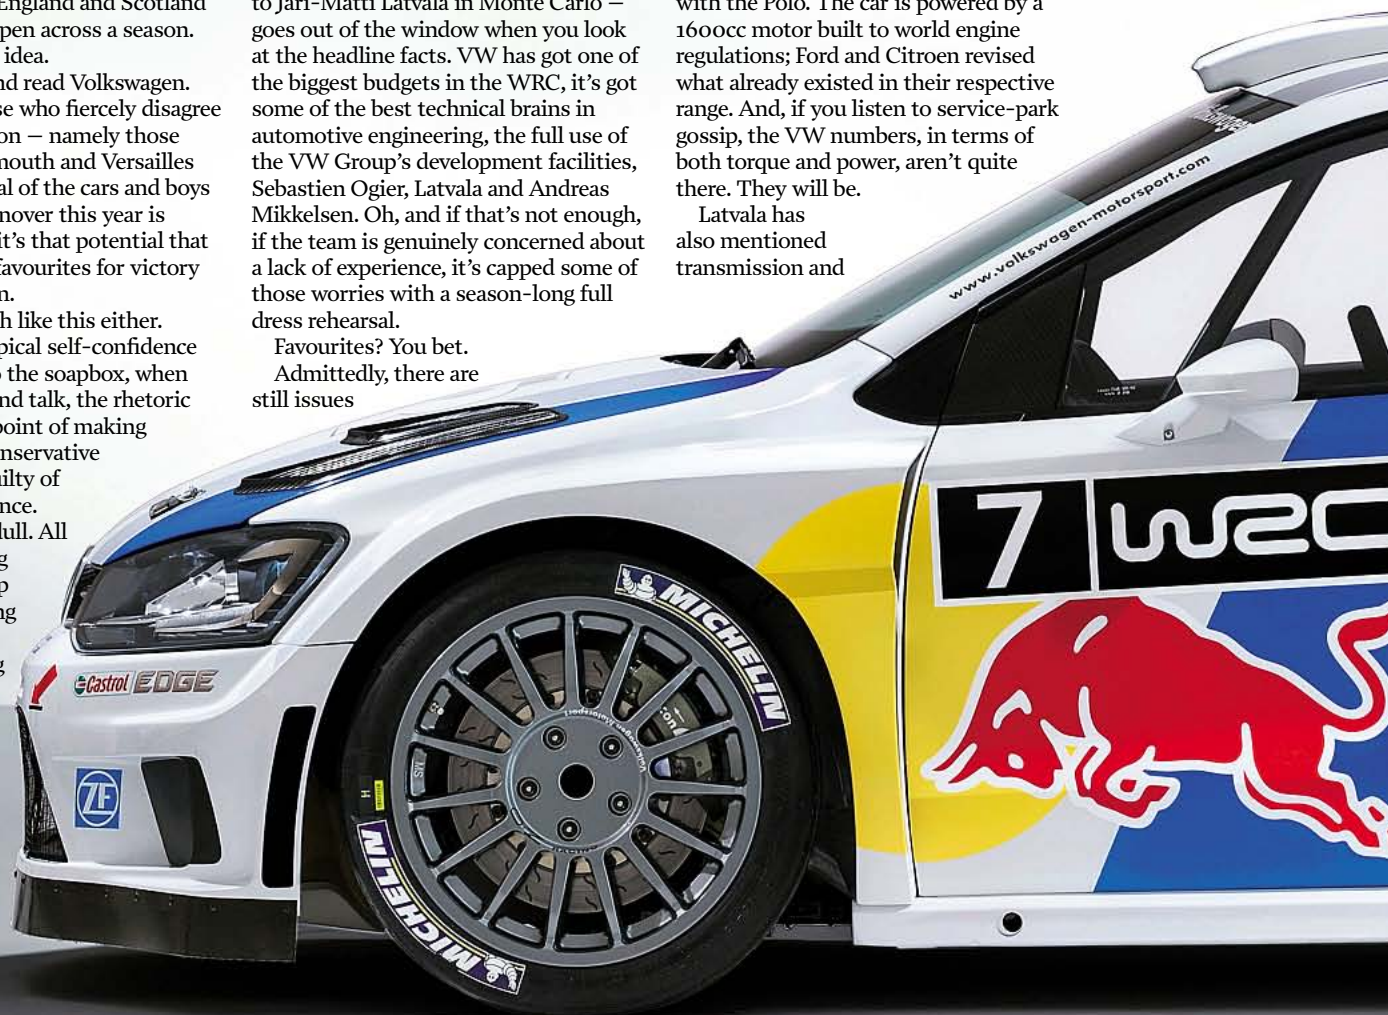 England and Scotland
pen across a season.
idea.
nd read Volkswagen.
se who fiercely disagree
on – namely those
mouth and Versailles
al of the cars and boys
nover this year is
it's that potential that
favourites for victory
n.
h like this either.
pical self-confidence
o the soapbox, when
nd talk, the rhetoric
point of making
nservative
uilty of
nce.
dull. All
g
p
ng
g
to Jari-Matti Latvala in Monte Carlo –
goes out of the window when you look
at the headline facts. VW has got one of
the biggest budgets in the WRC, it's got
some of the best technical brains in
automotive engineering, the full use of
the VW Group's development facilities,
Sebastien Ogier, Latvala and Andreas
Mikkelsen. Oh, and if that's not enough,
if the team is genuinely concerned about
a lack of experience, it's capped some of
those worries with a season-long full
dress rehearsal.
Favourites? You bet.
Admittedly, there are
still issues
with the Polo. The car is powered by a
1600cc motor built to world engine
regulations; Ford and Citroen revised
what already existed in their respective
range. And, if you listen to service-park
gossip, the VW numbers, in terms of
both torque and power, aren't quite
there. They will be.
Latvala has
also mentioned
transmission and
Volkswagen
www.volkswagen-motorsport.com
7 WRC
MICHELIN
Castrol EDGE
Volkswagen Motorsport
ZF
MS
H
MICHELIN